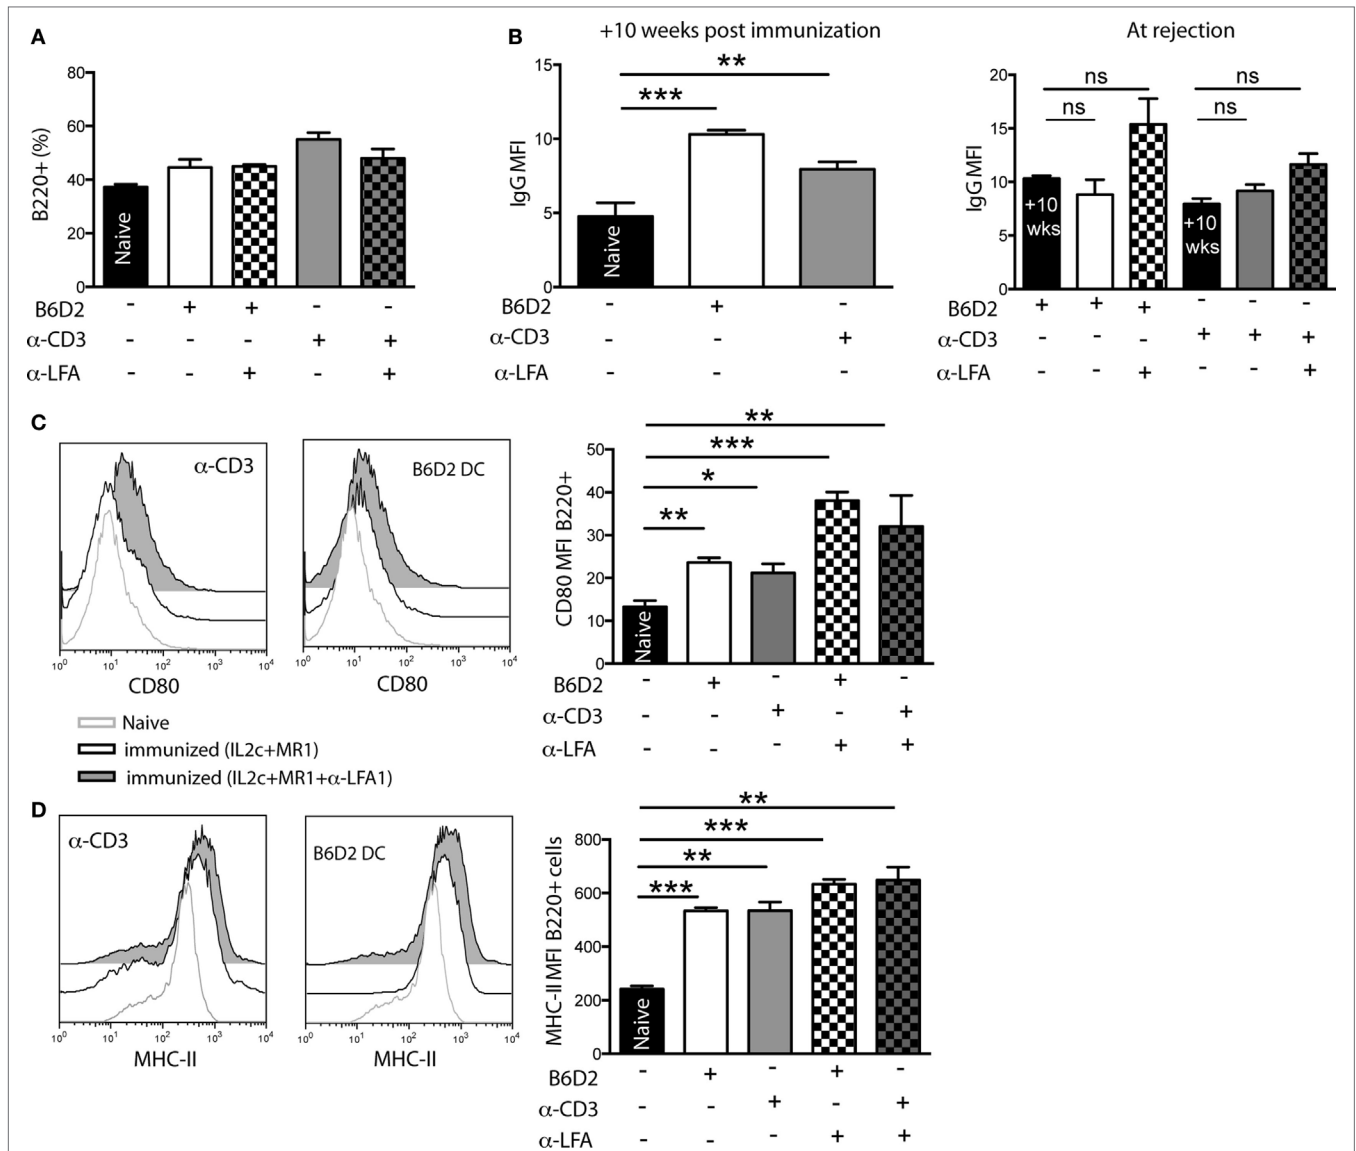 A
80
60
40
20
0
B220+ (%)
Naive
B6D2 - + + - -
α-CD3 - - - + +
α-LFA - - + - +
B
+10 weeks post immunization
15
10
5
0
IgG MFI
***
**
Naive
B6D2 - + -
α-CD3 - - +
α-LFA - - -
At rejection
20
15
10
5
0
IgG MFI
ns
ns
ns
ns
+10
wks
+10
wks
B6D2 + + + - - -
α-CD3 - - - + + +
α-LFA - - + - - +
C
α-CD3
10⁰ 10¹ 10² 10³ 10⁴
CD80
B6D2 DC
10⁰ 10¹ 10² 10³ 10⁴
CD80
Naive
immunized (IL2c+MR1)
immunized (IL2c+MR1+α-LFA1)
50
40
30
20
10
0
CD80 MFI B220+
**
***
*
**
Naive
B6D2 - + - + -
α-CD3 - - + - +
α-LFA - - - + +
D
α-CD3
10⁰ 10¹ 10² 10³ 10⁴
MHC-II
B6D2 DC
10⁰ 10¹ 10² 10³ 10⁴
MHC-II
800
600
400
200
0
MHC-II MFI B220+ cells
**
***
**
***
Naive
B6D2 - + - + -
α-CD3 - - + - +
α-LFA - - - + +